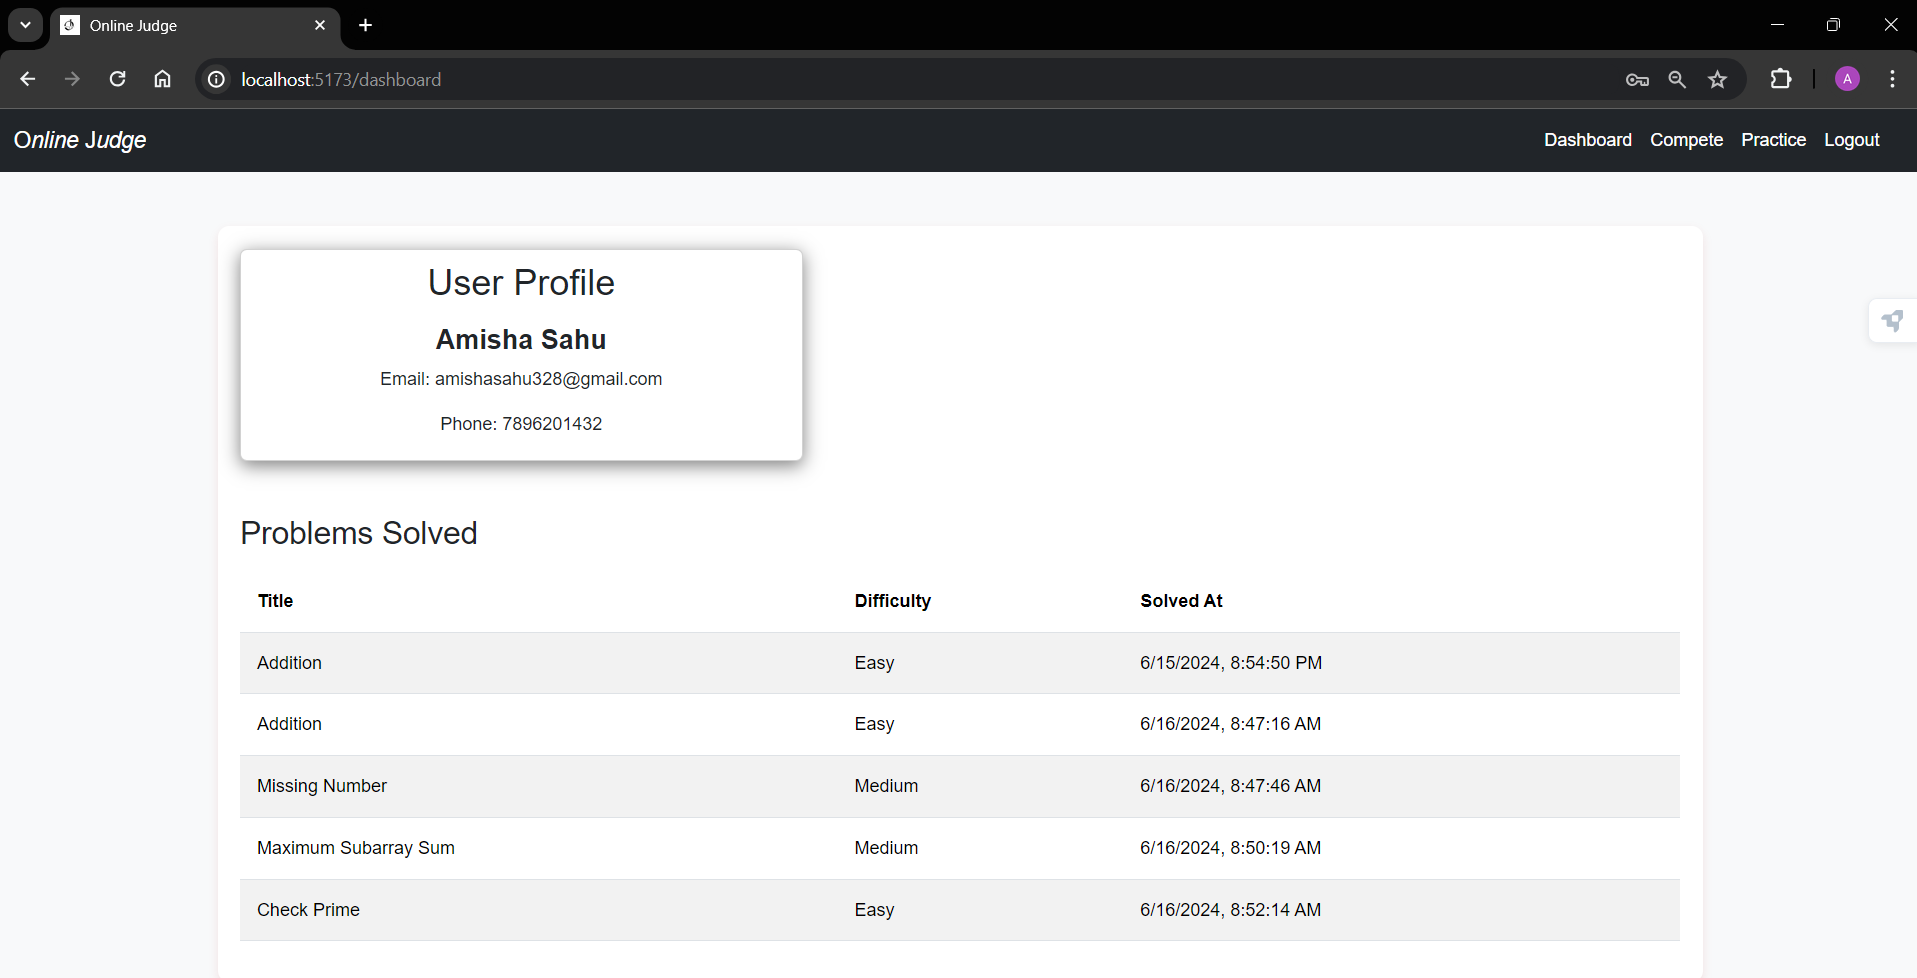 Online Judge
localhost:5173/dashboard
A
Online Judge
Dashboard Compete Practice Logout
User Profile
Amisha Sahu
Email: amishasahu328@gmail.com
Phone: 7896201432
Problems Solved
Title Difficulty Solved At
Addition Easy 6/15/2024, 8:54:50 PM
Addition Easy 6/16/2024, 8:47:16 AM
Missing Number Medium 6/16/2024, 8:47:46 AM
Maximum Subarray Sum Medium 6/16/2024, 8:50:19 AM
Check Prime Easy 6/16/2024, 8:52:14 AM